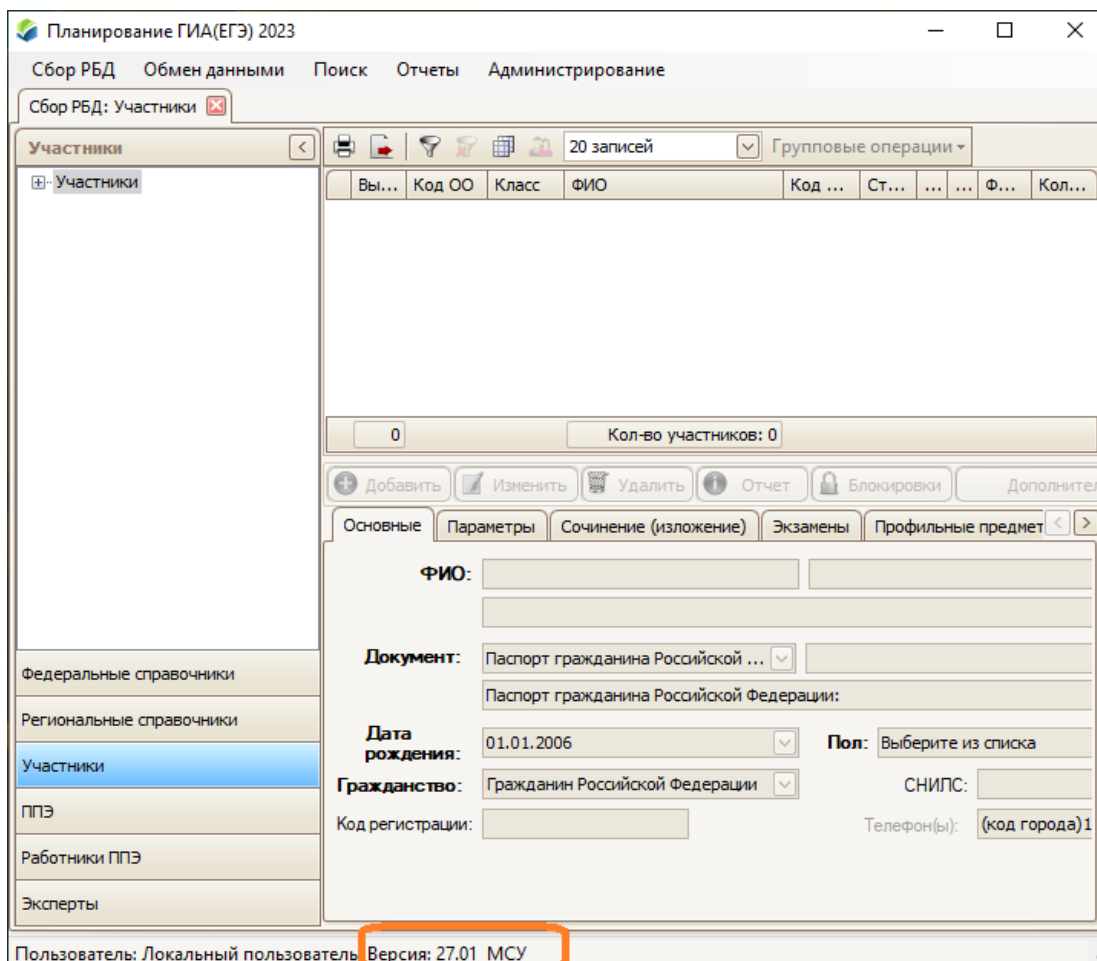 Планирование ГИА(ЕГЭ) 2023
Сбор РБД Обмен данными Поиск Отчеты Администрирование
Сбор РБД: Участники
Участники
20 записей Групповые операции
Участники
Вы... Код ОО Класс ФИО Код ... Ст... ... ... Ф... Кол...
0 Кол-во участников: 0
Добавить Изменить Удалить Отчет Блокировки Дополнител
Основные Параметры Сочинение (изложение) Экзамены Профильные предмет
ФИО:
Документ: Паспорт гражданина Российской ...
Паспорт гражданина Российской Федерации:
Дата
рождения: 01.01.2006 Пол: Выберите из списка
Гражданство: Гражданин Российской Федерации СНИЛС:
Код регистрации: Телефон(ы): (код города)1
Федеральные справочники
Региональные справочники
Участники
ППЭ
Работники ППЭ
Эксперты
Пользователь: Локальный пользователь Версия: 27.01 МСУ